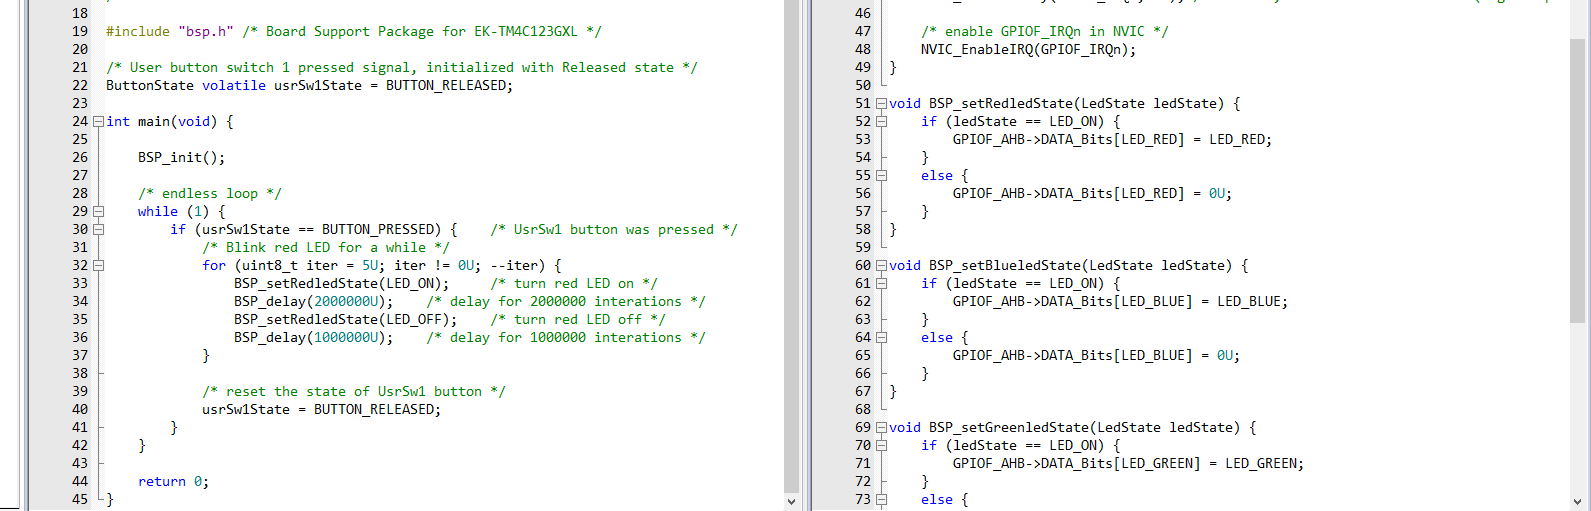 18
19 #include "bsp.h" /* Board Support Package for EK-TM4C123GXL */
20
21 /* User button switch 1 pressed signal, initialized with Released state */
22 ButtonState volatile usrSw1State = BUTTON_RELEASED;
23
24 int main(void) {
25
26     BSP_init();
27
28     /* endless loop */
29     while (1) {
30         if (usrSw1State == BUTTON_PRESSED) {    /* UsrSw1 button was pressed */
31             /* Blink red LED for a while */
32             for (uint8_t iter = 5U; iter != 0U; --iter) {
33                 BSP_setRedledState(LED_ON);     /* turn red LED on */
34                 BSP_delay(2000000U);    /* delay for 2000000 interations */
35                 BSP_setRedledState(LED_OFF);    /* turn red LED off */
36                 BSP_delay(1000000U);    /* delay for 1000000 interations */
37             }
38
39             /* reset the state of UsrSw1 button */
40             usrSw1State = BUTTON_RELEASED;
41         }
42     }
43
44     return 0;
45 }
46
47     /* enable GPIOF_IRQn in NVIC */
48     NVIC_EnableIRQ(GPIOF_IRQn);
49 }
50
51 void BSP_setRedledState(LedState ledState) {
52     if (ledState == LED_ON) {
53         GPIOF_AHB->DATA_Bits[LED_RED] = LED_RED;
54     }
55     else {
56         GPIOF_AHB->DATA_Bits[LED_RED] = 0U;
57     }
58 }
59
60 void BSP_setBlueledState(LedState ledState) {
61     if (ledState == LED_ON) {
62         GPIOF_AHB->DATA_Bits[LED_BLUE] = LED_BLUE;
63     }
64     else {
65         GPIOF_AHB->DATA_Bits[LED_BLUE] = 0U;
66     }
67 }
68
69 void BSP_setGreenledState(LedState ledState) {
70     if (ledState == LED_ON) {
71         GPIOF_AHB->DATA_Bits[LED_GREEN] = LED_GREEN;
72     }
73     else {